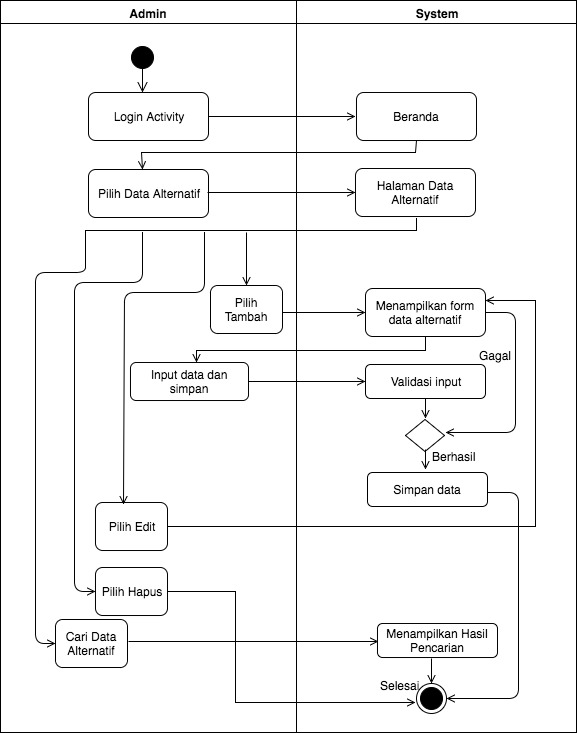 Admin
System
Login Activity
Beranda
Pilih Data Alternatif
Halaman Data
Alternatif
Pilih
Tambah
Menampilkan form
data alternatif
Gagal
Input data dan
simpan
Validasi input
Berhasil
Simpan data
Pilih Edit
Pilih Hapus
Cari Data
Alternatif
Menampilkan Hasil
Pencarian
Selesai